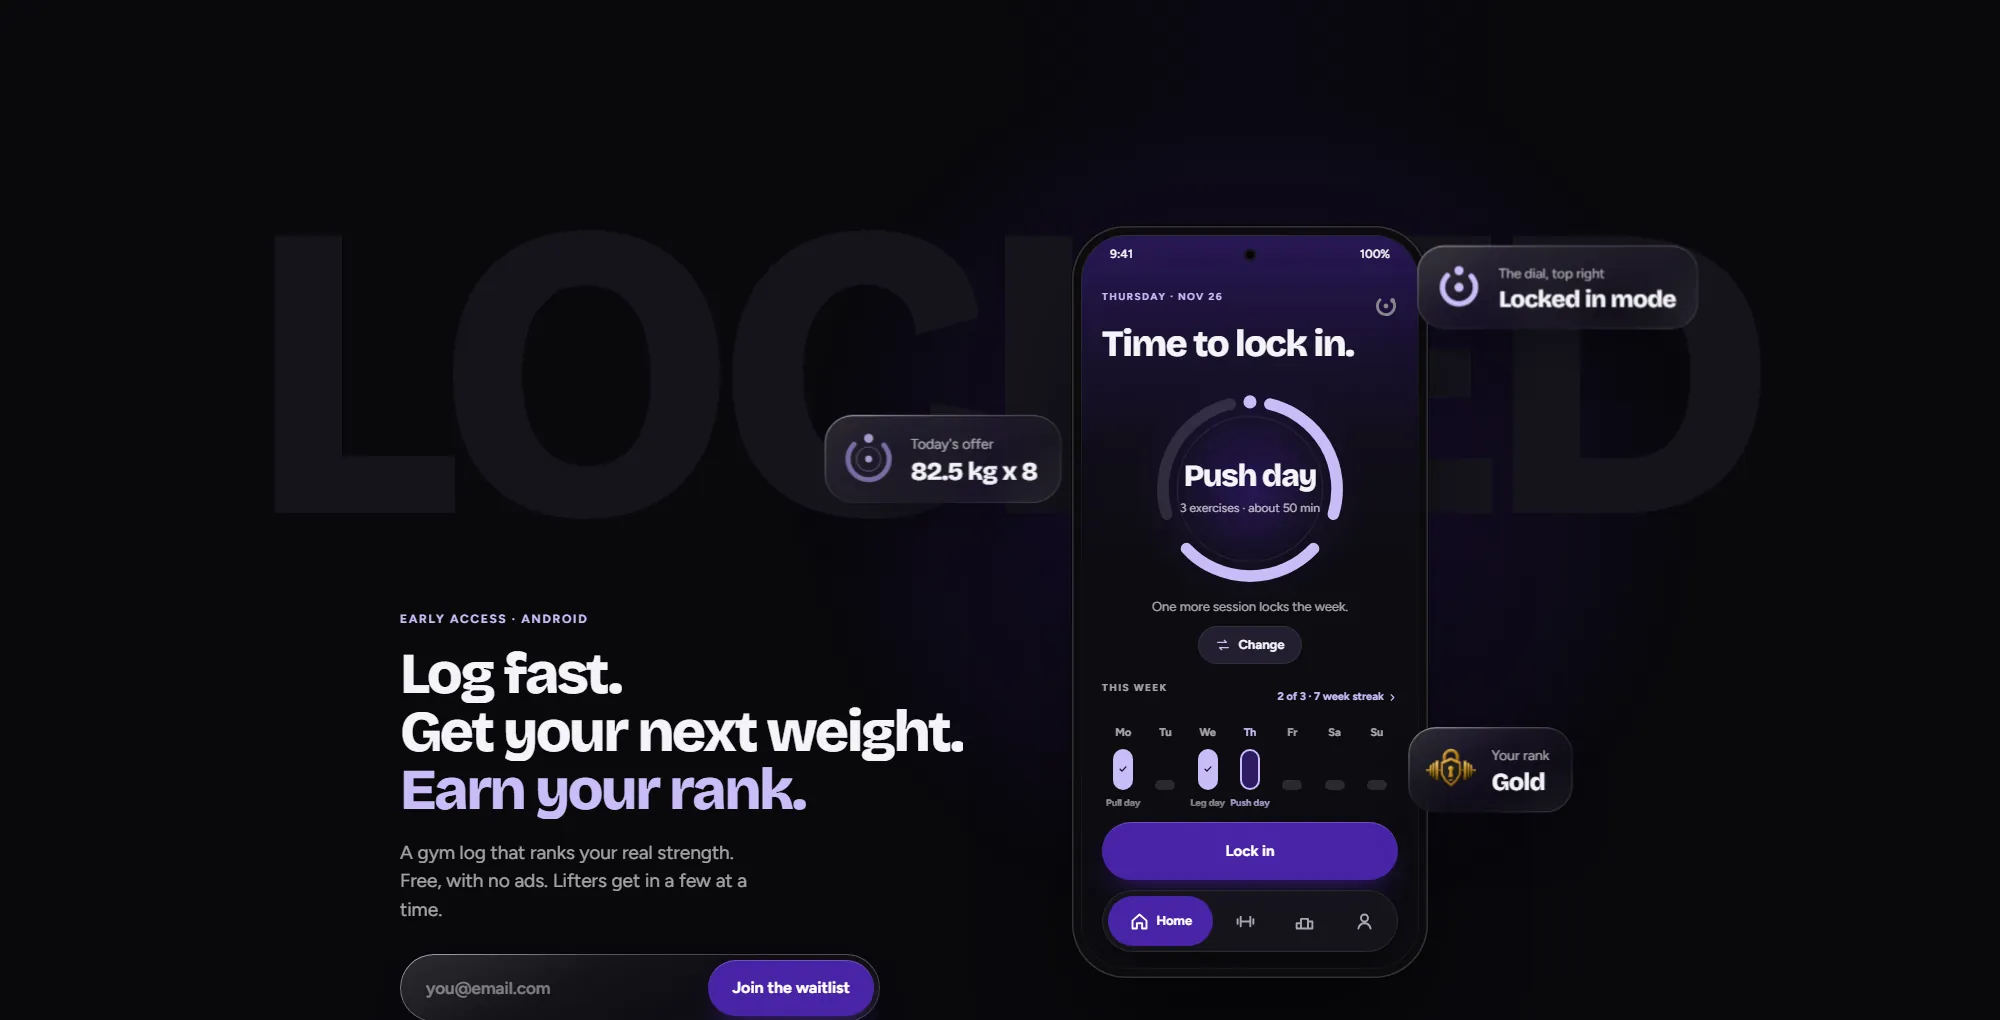 LOCKED
EARLY ACCESS · ANDROID
Log fast.
Get your next weight.
Earn your rank.
A gym log that ranks your real strength.
Free, with no ads. Lifters get in a few at a
time.
you@email.com
Join the waitlist
Today's offer
82.5 kg x 8
9:41
100%
THURSDAY · NOV 26
Time to lock in.
Push day
3 exercises · about 50 min
One more session locks the week.
Change
THIS WEEK
2 of 3 · 7 week streak
Mo Tu We Th Fr Sa Su
Pull day Leg day Push day
Lock in
Home
The dial, top right
Locked in mode
Your rank
Gold